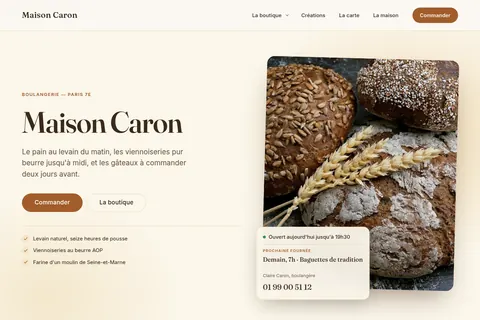 Maison Caron
La boutique
Créations
La carte
La maison
Commander
BOULANGERIE — PARIS 7E
Maison Caron
Le pain au levain du matin, les viennoiseries pur
beurre jusqu'à midi, et les gâteaux à commander
deux jours avant.
Commander
La boutique
Levain naturel, seize heures de pousse
Viennoiseries au beurre AOP
Farine d'un moulin de Seine-et-Marne
Ouvert aujourd'hui jusqu'à 19h30
PROCHAINE FOURNÉE
Demain, 7h · Baguettes de tradition
Claire Caron, boulangère
01 99 00 51 12